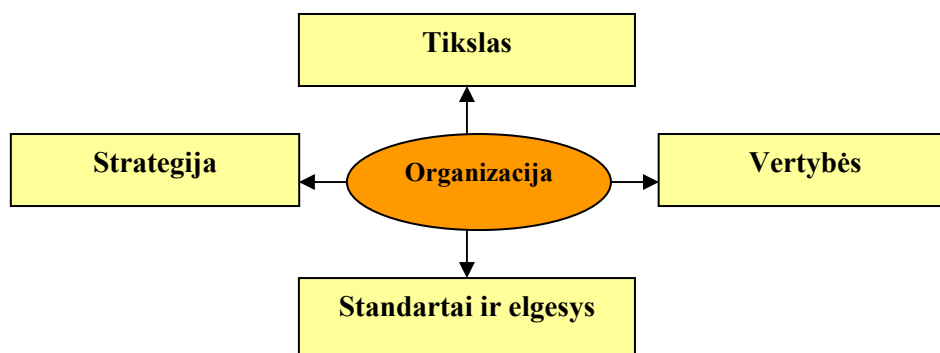 Tikslas
Strategija
Organizacija
Vertybės
Standartai ir elgesys